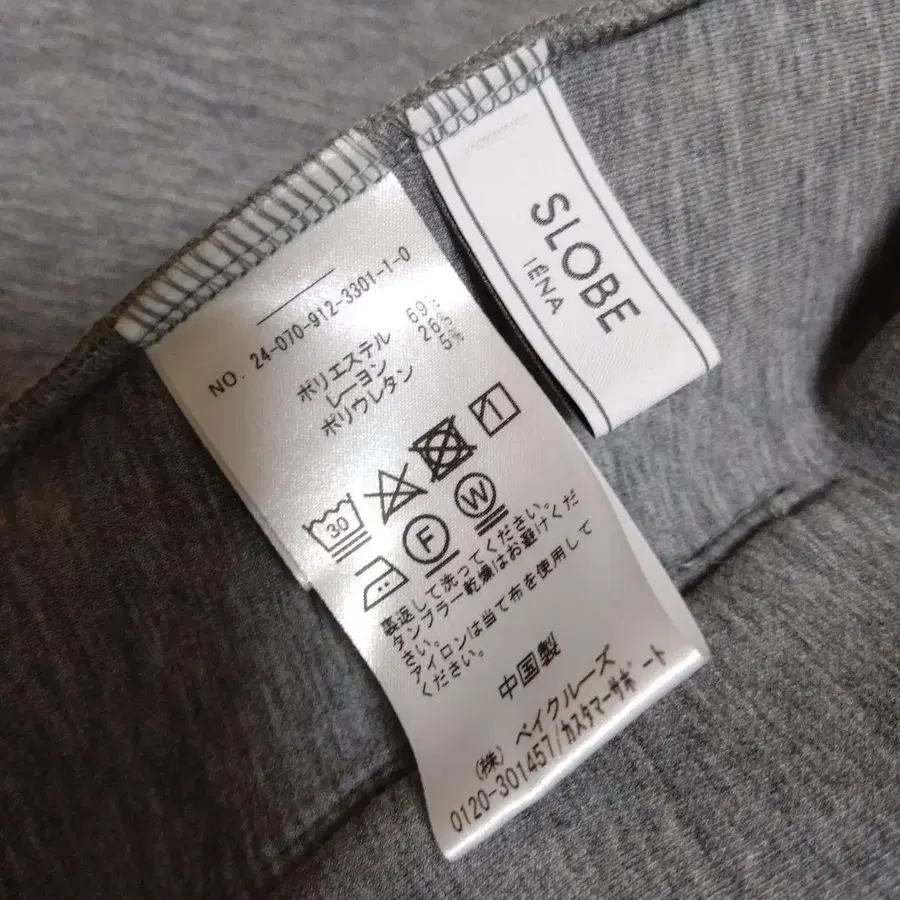 SLOBE
IÉNA
NO. 24-070-912-3301-1-0
ポリエステル 69%
レーヨン 26%
ポリウレタン 5%
30
F
W
裏返して洗ってください。
タンブラー乾燥はお避けくだ
さい。
アイロンは当て布を使用して
ください。
中国製
(株) ベイクルーズ
0120-301457/カスタマーサポート